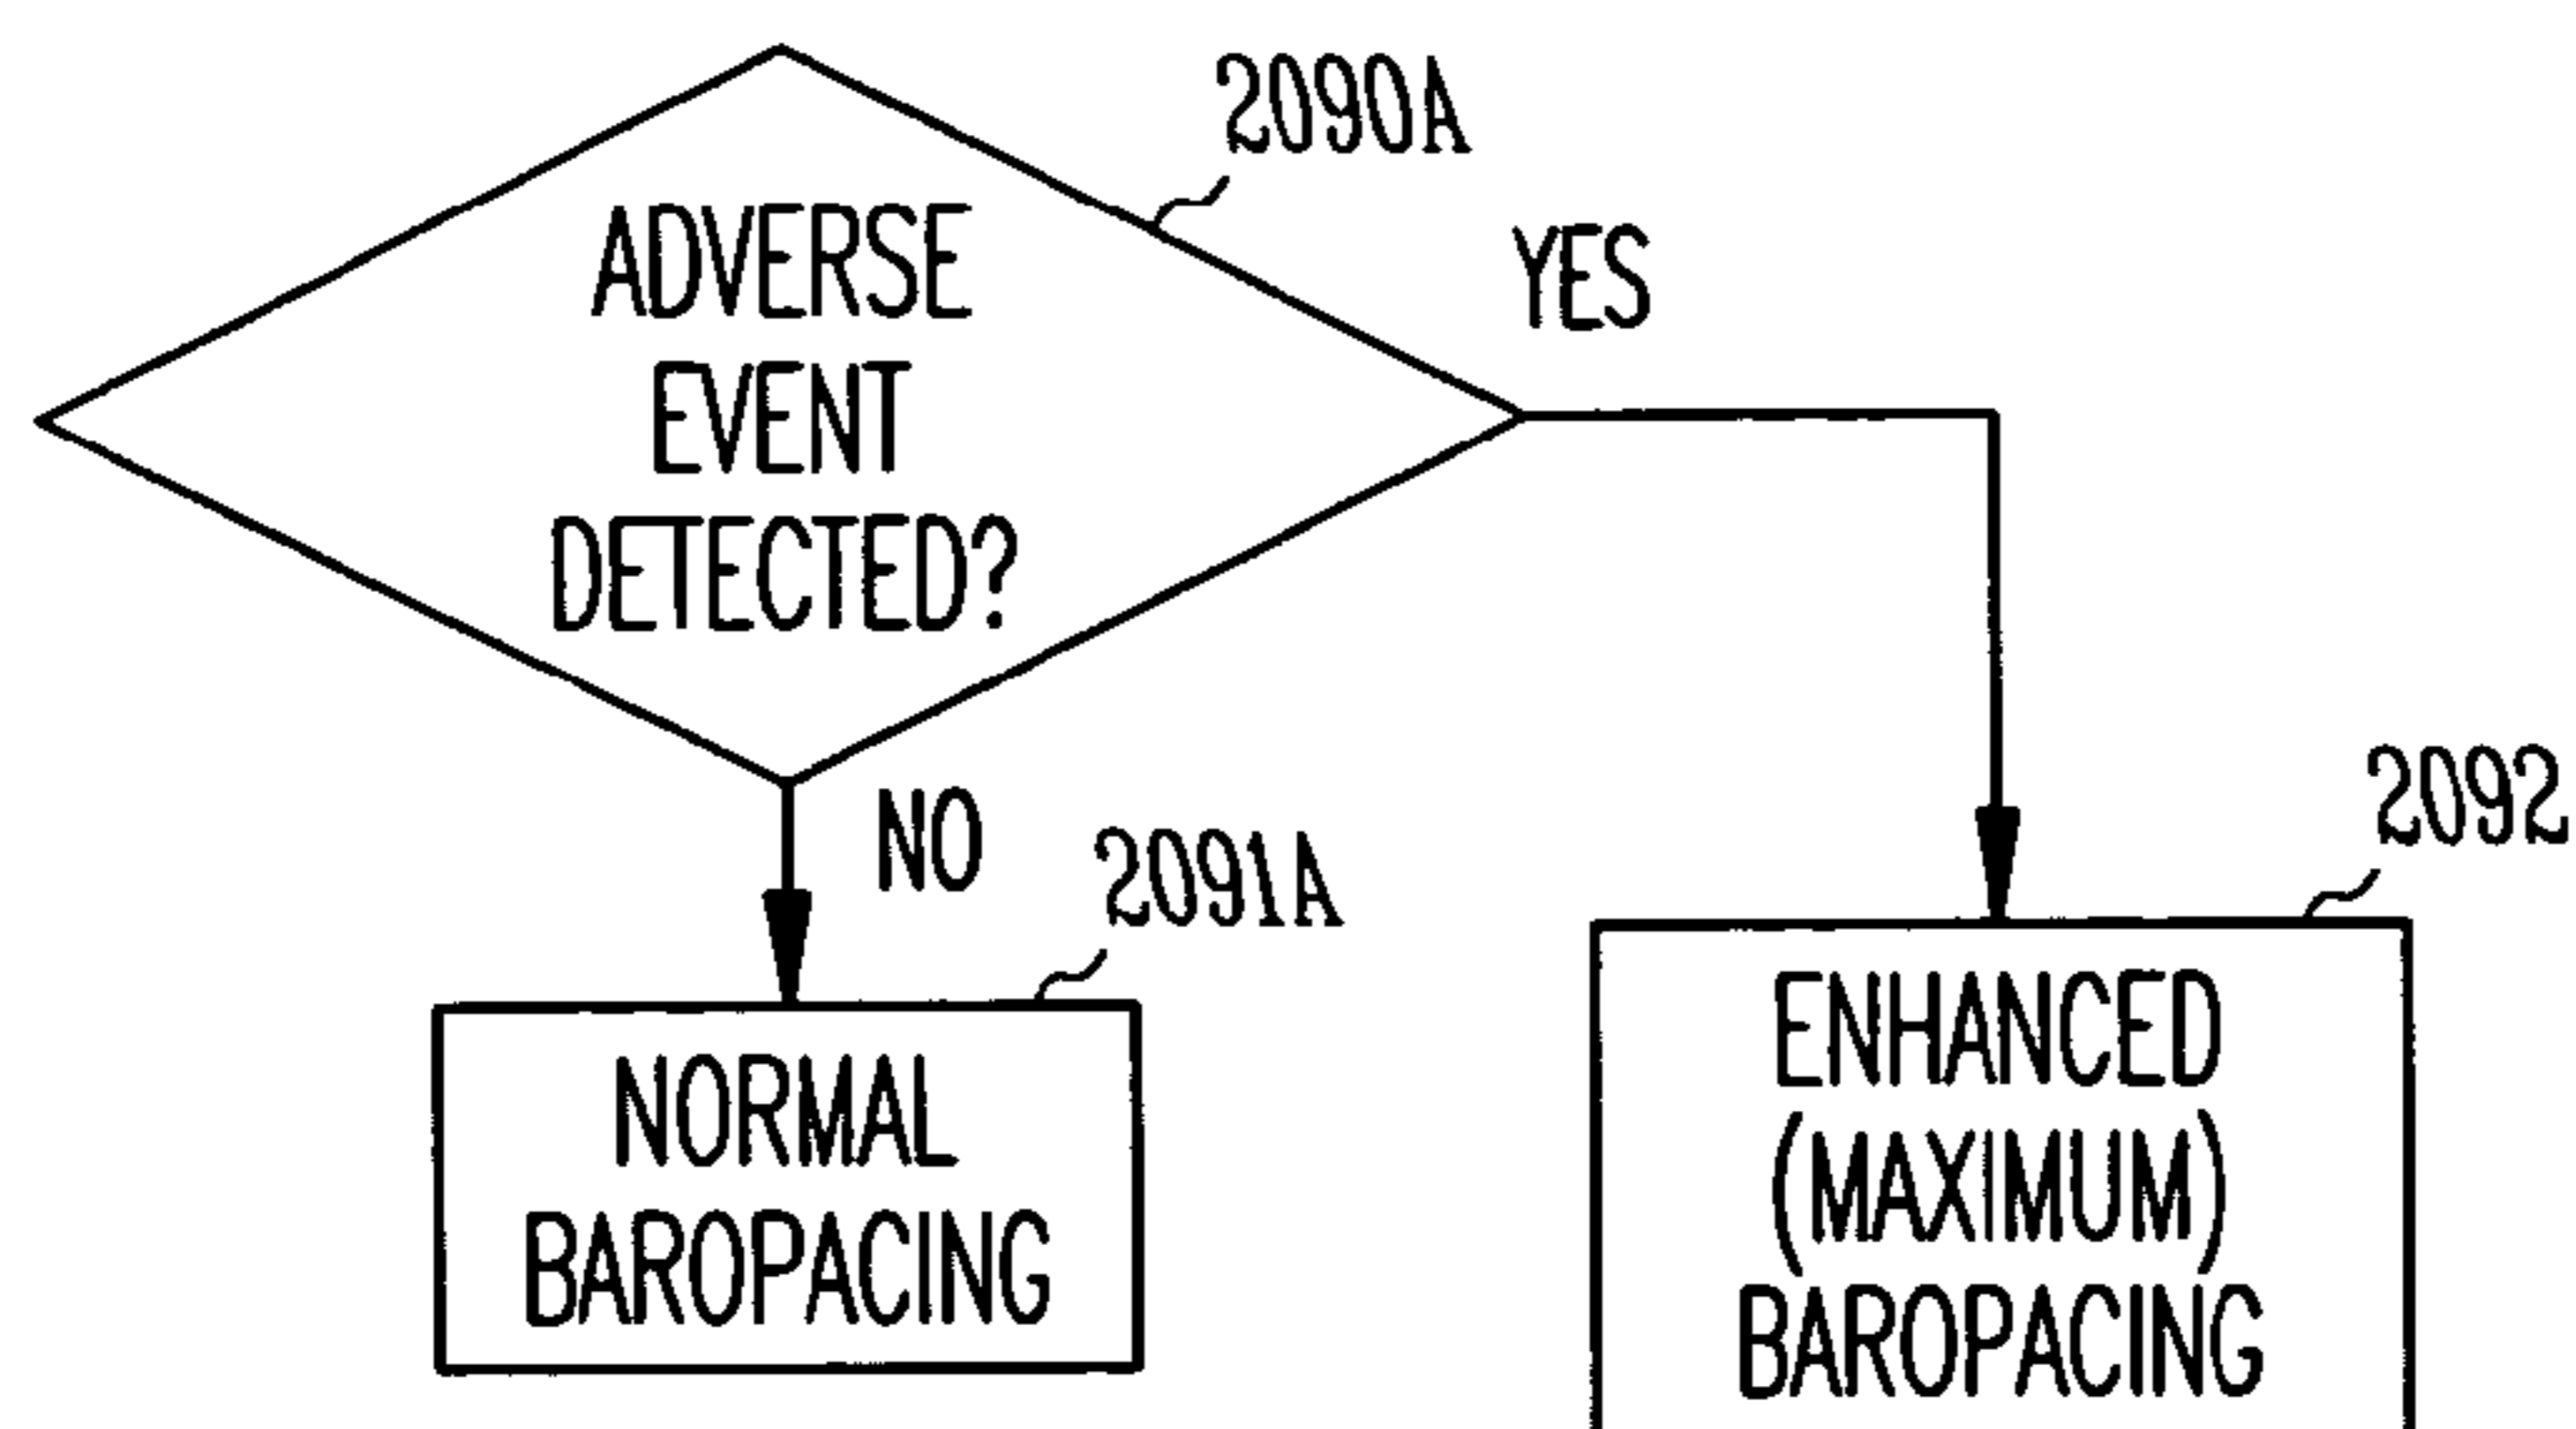 2090A
ADVERSE
EVENT
DETECTED?
YES
NO
2091A
NORMAL
BAROPACING
2092
ENHANCED
(MAXIMUM)
BAROPACING